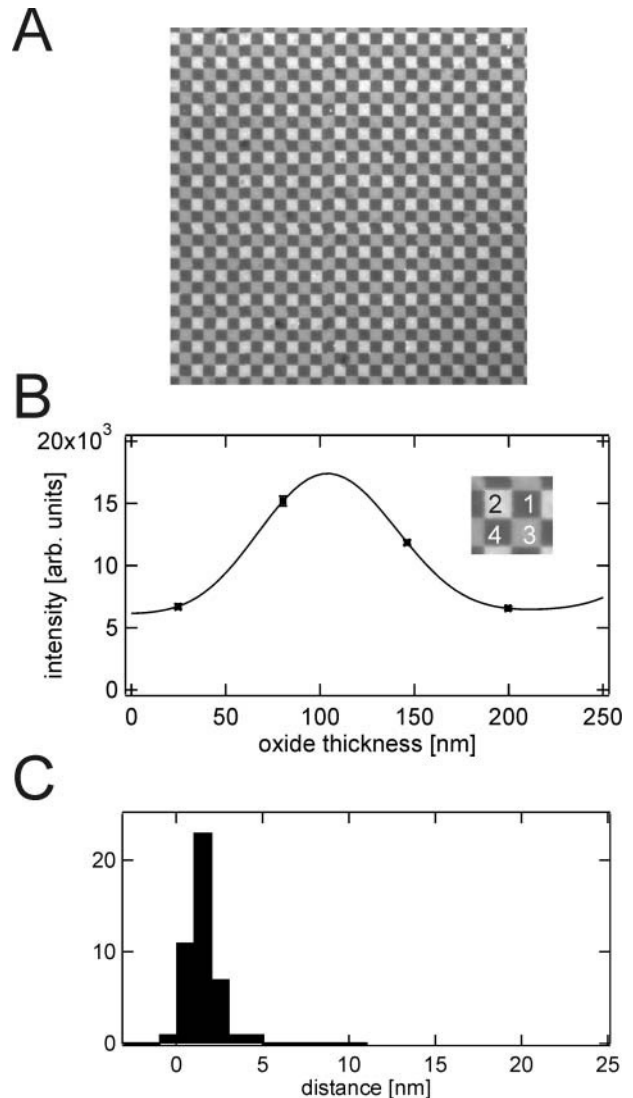 A
B
20x10³
15
10
5
0
intensity [arb. units]
2 1
4 3
0 50 100 150 200 250
oxide thickness [nm]
C
20
10
0
0 5 10 15 20 25
distance [nm]